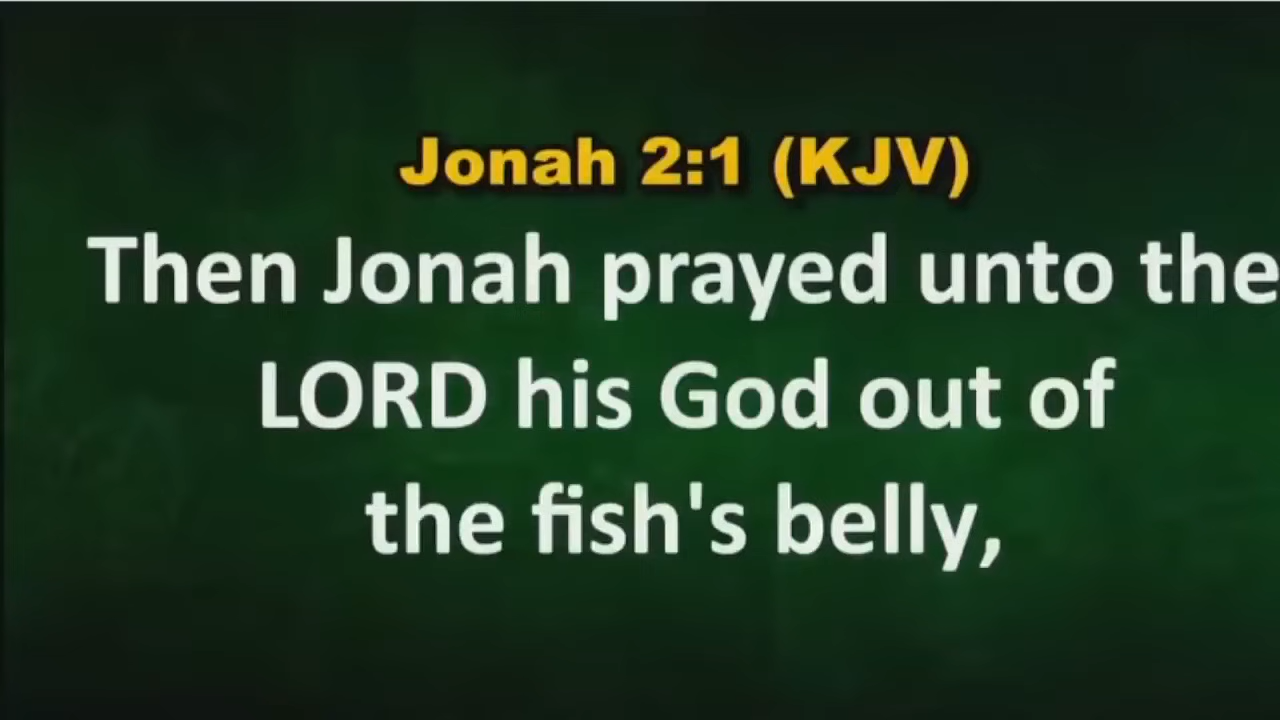 Jonah 2:1 (KJV)
Then Jonah prayed unto the
LORD his God out of
the fish's belly,